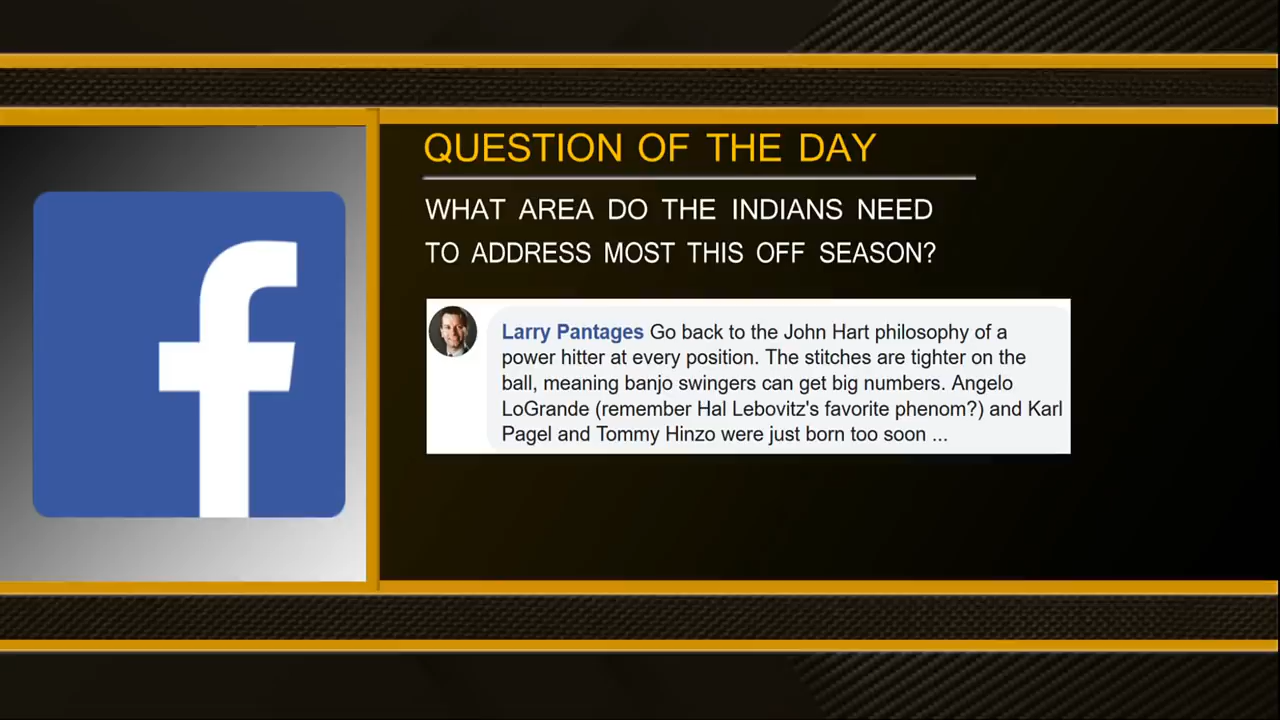 QUESTION OF THE DAY
WHAT AREA DO THE INDIANS NEED
TO ADDRESS MOST THIS OFF SEASON?
Larry Pantages Go back to the John Hart philosophy of a
power hitter at every position. The stitches are tighter on the
ball, meaning banjo swingers can get big numbers. Angelo
LoGrande (remember Hal Lebovitz's favorite phenom?) and Karl
Pagel and Tommy Hinzo were just born too soon ...